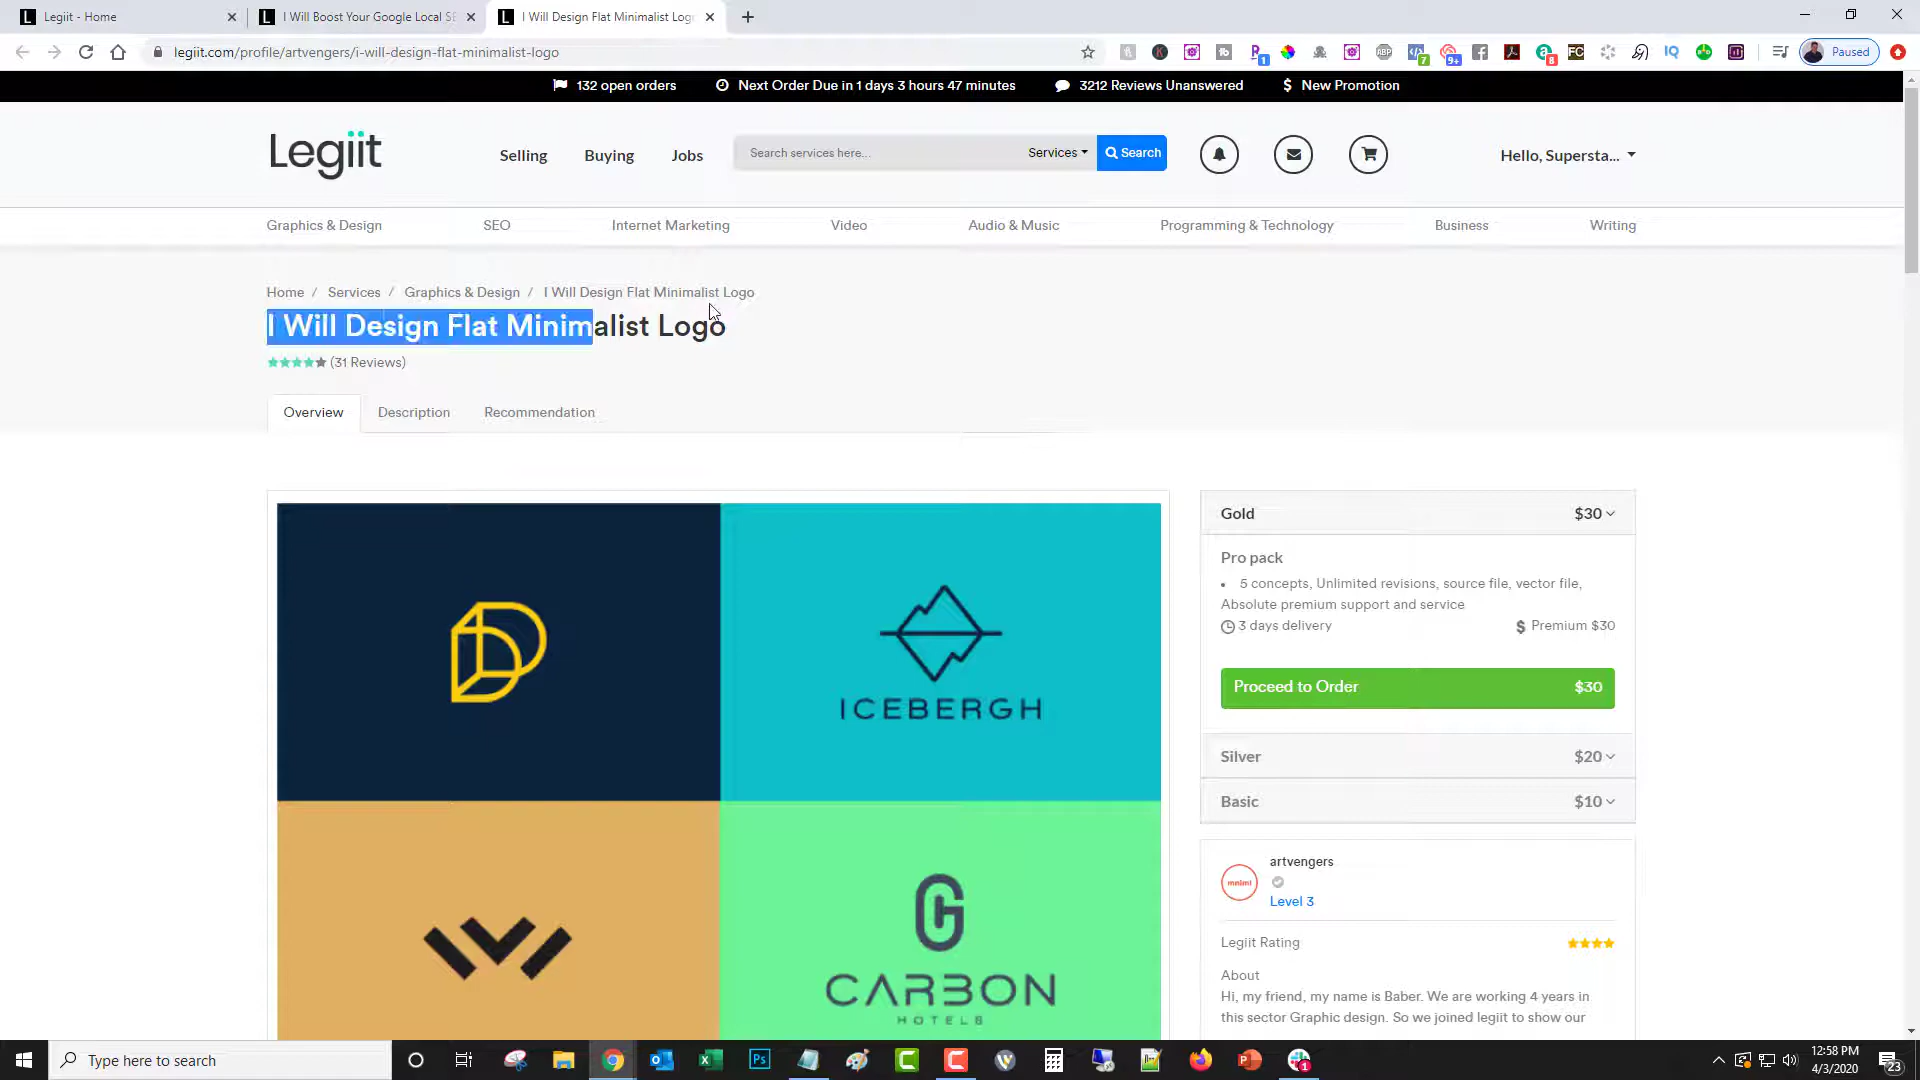 Legiit - Home
I Will Boost Your Google Local SE
I Will Design Flat Minimalist Logo
legiit.com/profile/artvengers/i-will-design-flat-minimalist-logo
Paused
132 open orders
Next Order Due in 1 days 3 hours 47 minutes
3212 Reviews Unanswered
$ New Promotion
Legiit
Selling
Buying
Jobs
Search services here...
Services
Search
Hello, Supersta...
Graphics & Design
SEO
Internet Marketing
Video
Audio & Music
Programming & Technology
Business
Writing
Home / Services / Graphics & Design / I Will Design Flat Minimalist Logo
I Will Design Flat Minimalist Logo
(31 Reviews)
Overview
Description
Recommendation
Gold $30
Pro pack
• 5 concepts, Unlimited revisions, source file, vector file,
Absolute premium support and service
3 days delivery
$ Premium $30
Proceed to Order $30
Silver $20
Basic $10
ICEBERGH
CARBON
HOTELS
mniml
artvengers
Level 3
Legiit Rating
About
Hi, my friend, my name is Baber. We are working 4 years in
this sector Graphic design. So we joined legiit to show our
Type here to search
12:58 PM
4/3/2020
23